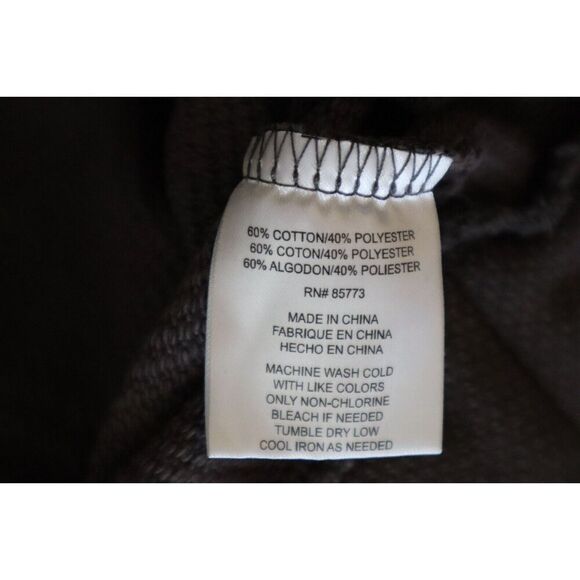 60% COTTON/40% POLYESTER
60% COTON/40% POLYESTER
60% ALGODON/40% POLIESTER
RN# 85773
MADE IN CHINA
FABRIQUE EN CHINA
HECHO EN CHINA
MACHINE WASH COLD
WITH LIKE COLORS
ONLY NON-CHLORINE
BLEACH IF NEEDED
TUMBLE DRY LOW
COOL IRON AS NEEDED